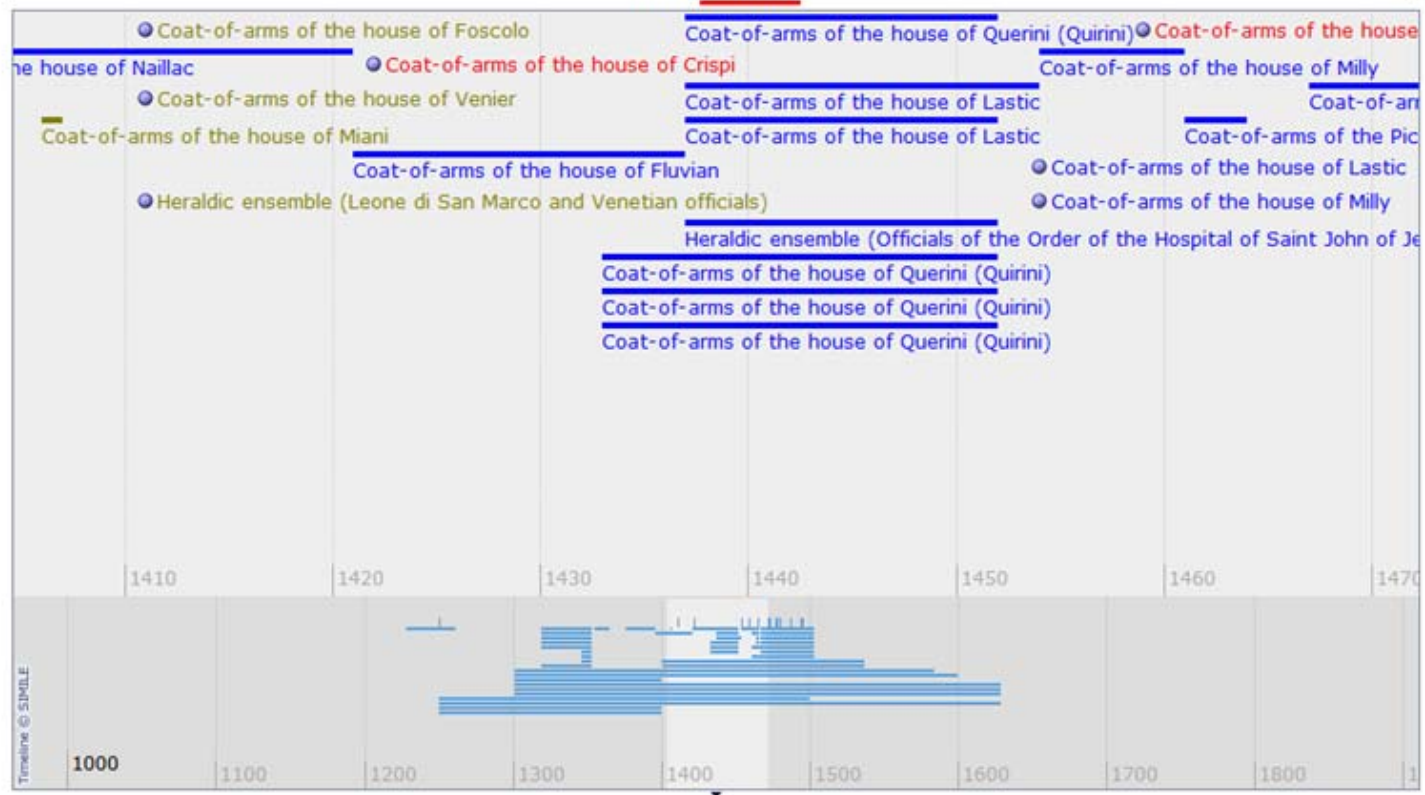 Coat-of-arms of the house of Foscolo
Coat-of-arms of the house of Querini (Quirini)
Coat-of-arms of the house
he house of Naillac
Coat-of-arms of the house of Crispi
Coat-of-arms of the house of Milly
Coat-of-arms of the house of Venier
Coat-of-arms of the house of Lastic
Coat-of-arm
Coat-of-arms of the house of Miani
Coat-of-arms of the house of Lastic
Coat-of-arms of the Pic
Coat-of-arms of the house of Fluvian
Coat-of-arms of the house of Lastic
Heraldic ensemble (Leone di San Marco and Venetian officials)
Coat-of-arms of the house of Milly
Heraldic ensemble (Officials of the Order of the Hospital of Saint John of Je
Coat-of-arms of the house of Querini (Quirini)
Coat-of-arms of the house of Querini (Quirini)
Coat-of-arms of the house of Querini (Quirini)
1410 1420 1430 1440 1450 1460 1470
Timeline © SIMILE
1000 1100 1200 1300 1400 1500 1600 1700 1800